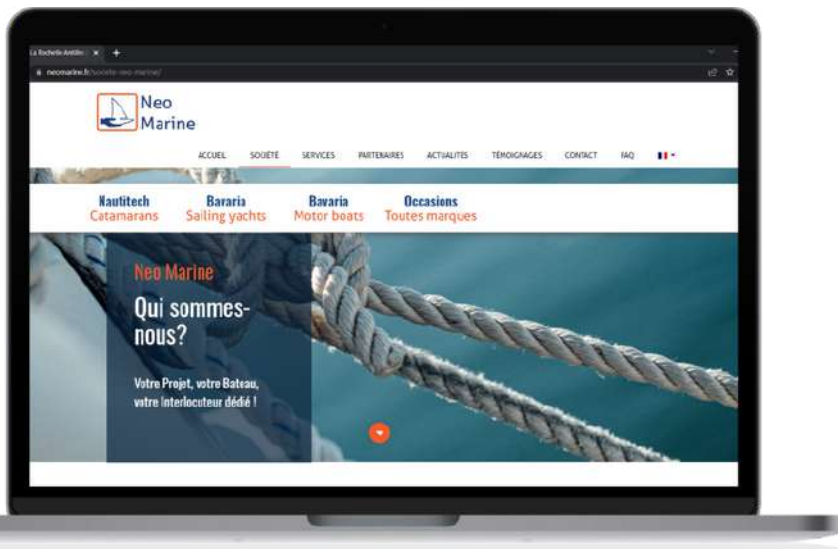 La Rochelle Antilles
neomarine.fr/societe-neo-marine/
Neo
Marine
ACCUEIL SOCIÉTÉ SERVICES PARTENAIRES ACTUALITÉS TÉMOIGNAGES CONTACT FAQ
Nautitech Bavaria Bavaria Occasions
Catamarans Sailing yachts Motor boats Toutes marques
Neo Marine
Qui sommes-
nous?
Votre Projet, votre Bateau,
votre Interlocuteur dédié !